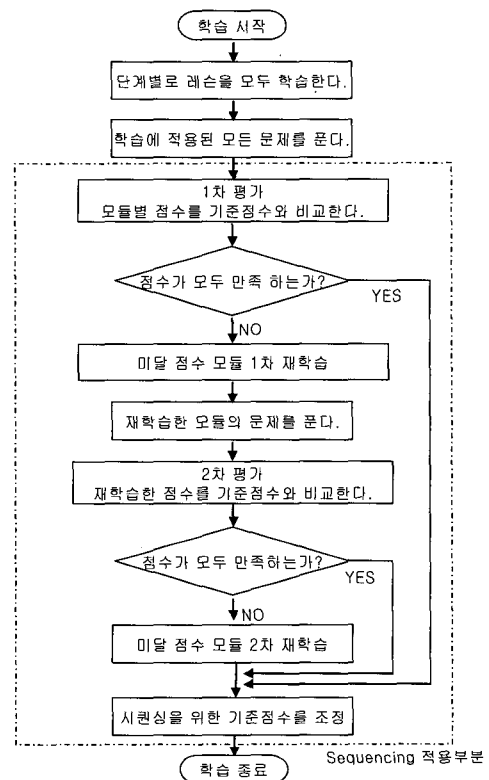 학습 시작
단계별로 레슨을 모두 학습한다.
학습에 적용된 모든 문제를 푼다.
1차 평가
모듈별 점수를 기준점수와 비교한다.
점수가 모두 만족 하는가?
YES
NO
미달 점수 모듈 1차 재학습
재학습한 모듈의 문제를 푼다.
2차 평가
재학습한 점수를 기준점수와 비교한다.
점수가 모두 만족하는가?
YES
NO
미달 점수 모듈 2차 재학습
시퀀싱을 위한 기준점수를 조정
Sequencing 적용부분
학습 종료